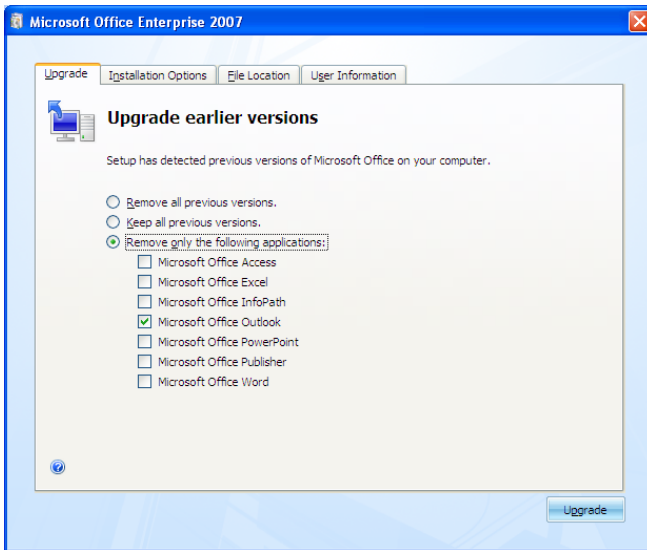 Microsoft Office Enterprise 2007
Upgrade
Installation Options
File Location
User Information
Upgrade earlier versions
Setup has detected previous versions of Microsoft Office on your computer.
Remove all previous versions.
Keep all previous versions.
Remove only the following applications:
Microsoft Office Access
Microsoft Office Excel
Microsoft Office InfoPath
Microsoft Office Outlook
Microsoft Office PowerPoint
Microsoft Office Publisher
Microsoft Office Word
Upgrade